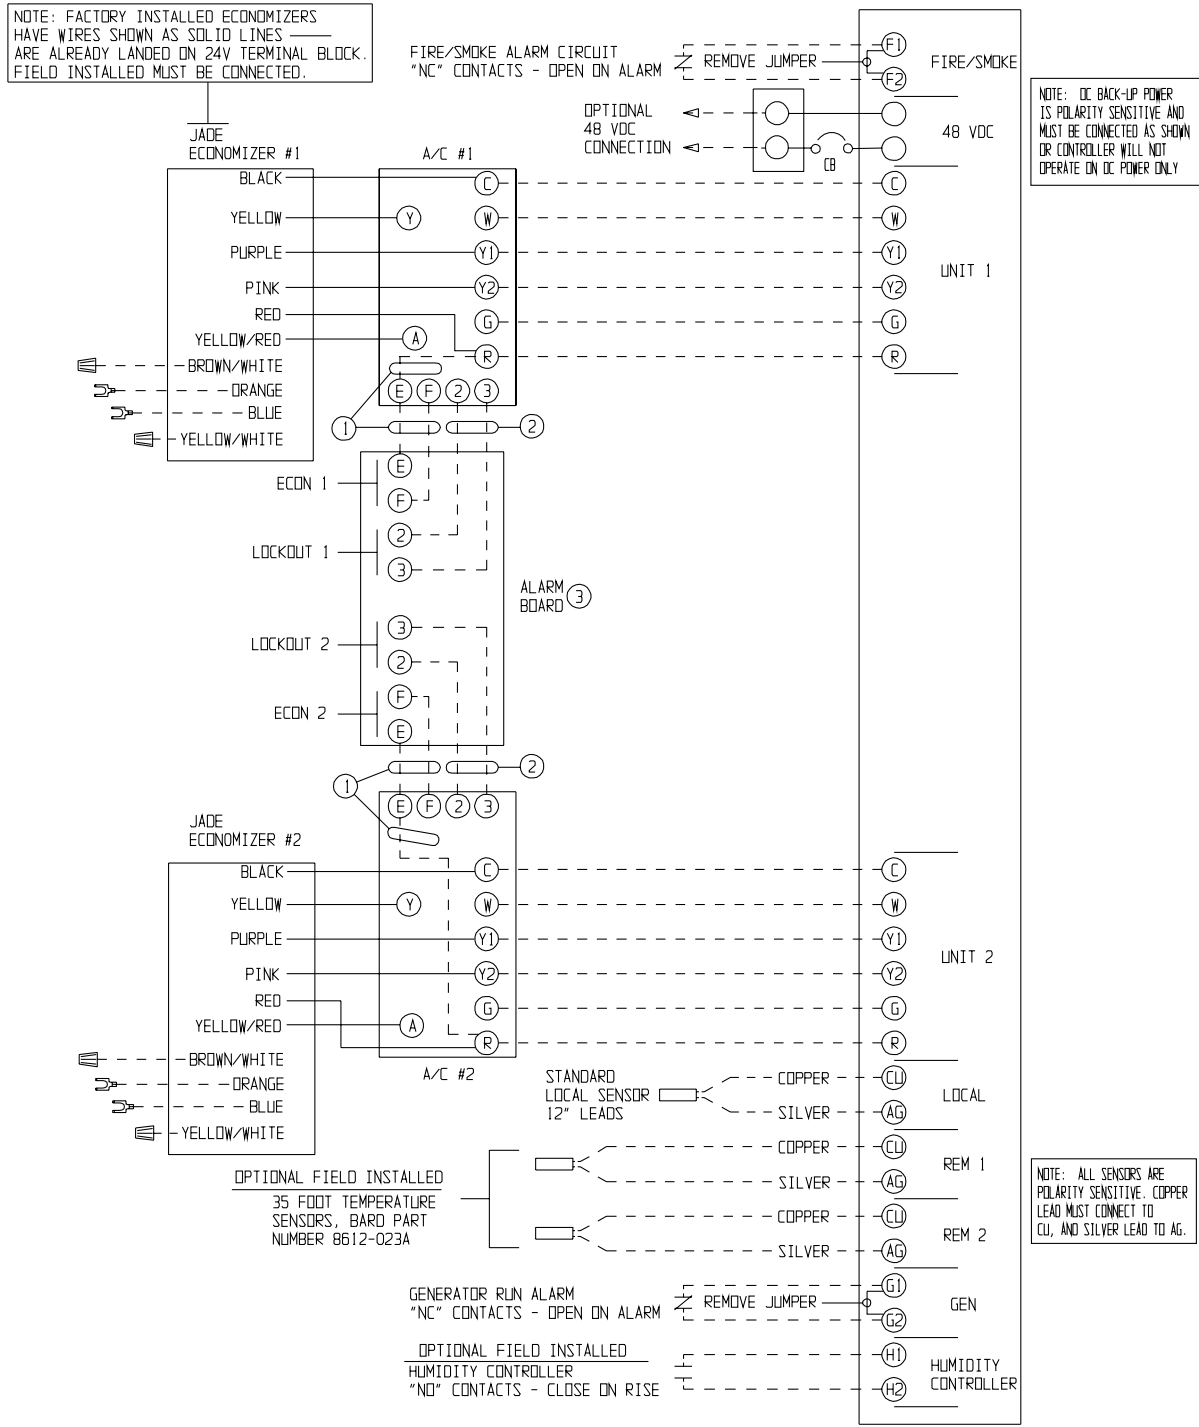 NOTE: FACTORY INSTALLED ECONOMIZERS
HAVE WIRES SHOWN AS SOLID LINES
ARE ALREADY LANDED ON 24V TERMINAL BLOCK.
FIELD INSTALLED MUST BE CONNECTED.
FIRE/SMOKE ALARM CIRCUIT
"NC" CONTACTS - OPEN ON ALARM
REMOVE JUMPER
F1
F2
FIRE/SMOKE
OPTIONAL
48 VDC
CONNECTION
CB
48 VDC
NOTE: DC BACK-UP POWER
IS POLARITY SENSITIVE AND
MUST BE CONNECTED AS SHOWN
OR CONTROLLER WILL NOT
OPERATE ON DC POWER ONLY
JADE
ECONOMIZER #1
A/C #1
BLACK
YELLOW
PURPLE
PINK
RED
YELLOW/RED
BROWN/WHITE
ORANGE
BLUE
YELLOW/WHITE
Y
A
C
W
Y1
Y2
G
R
E F 2 3
C
W
Y1
Y2
G
R
UNIT 1
1
2
ECON 1
E
F
LOCKOUT 1
2
3
ALARM
BOARD
3
LOCKOUT 2
3
2
ECON 2
F
E
1
2
JADE
ECONOMIZER #2
E F 2 3
BLACK
YELLOW
PURPLE
PINK
RED
YELLOW/RED
BROWN/WHITE
ORANGE
BLUE
YELLOW/WHITE
Y
A
C
W
Y1
Y2
G
R
A/C #2
C
W
Y1
Y2
G
R
UNIT 2
STANDARD
LOCAL SENSOR
12" LEADS
COPPER
SILVER
CU
AG
LOCAL
OPTIONAL FIELD INSTALLED
35 FOOT TEMPERATURE
SENSORS, BARD PART
NUMBER 8612-023A
COPPER
SILVER
CU
AG
REM 1
COPPER
SILVER
CU
AG
REM 2
NOTE: ALL SENSORS ARE
POLARITY SENSITIVE. COPPER
LEAD MUST CONNECT TO
CU, AND SILVER LEAD TO AG.
GENERATOR RUN ALARM
"NC" CONTACTS - OPEN ON ALARM
REMOVE JUMPER
G1
G2
GEN
OPTIONAL FIELD INSTALLED
HUMIDITY CONTROLLER
"NO" CONTACTS - CLOSE ON RISE
H1
H2
HUMIDITY
CONTROLLER